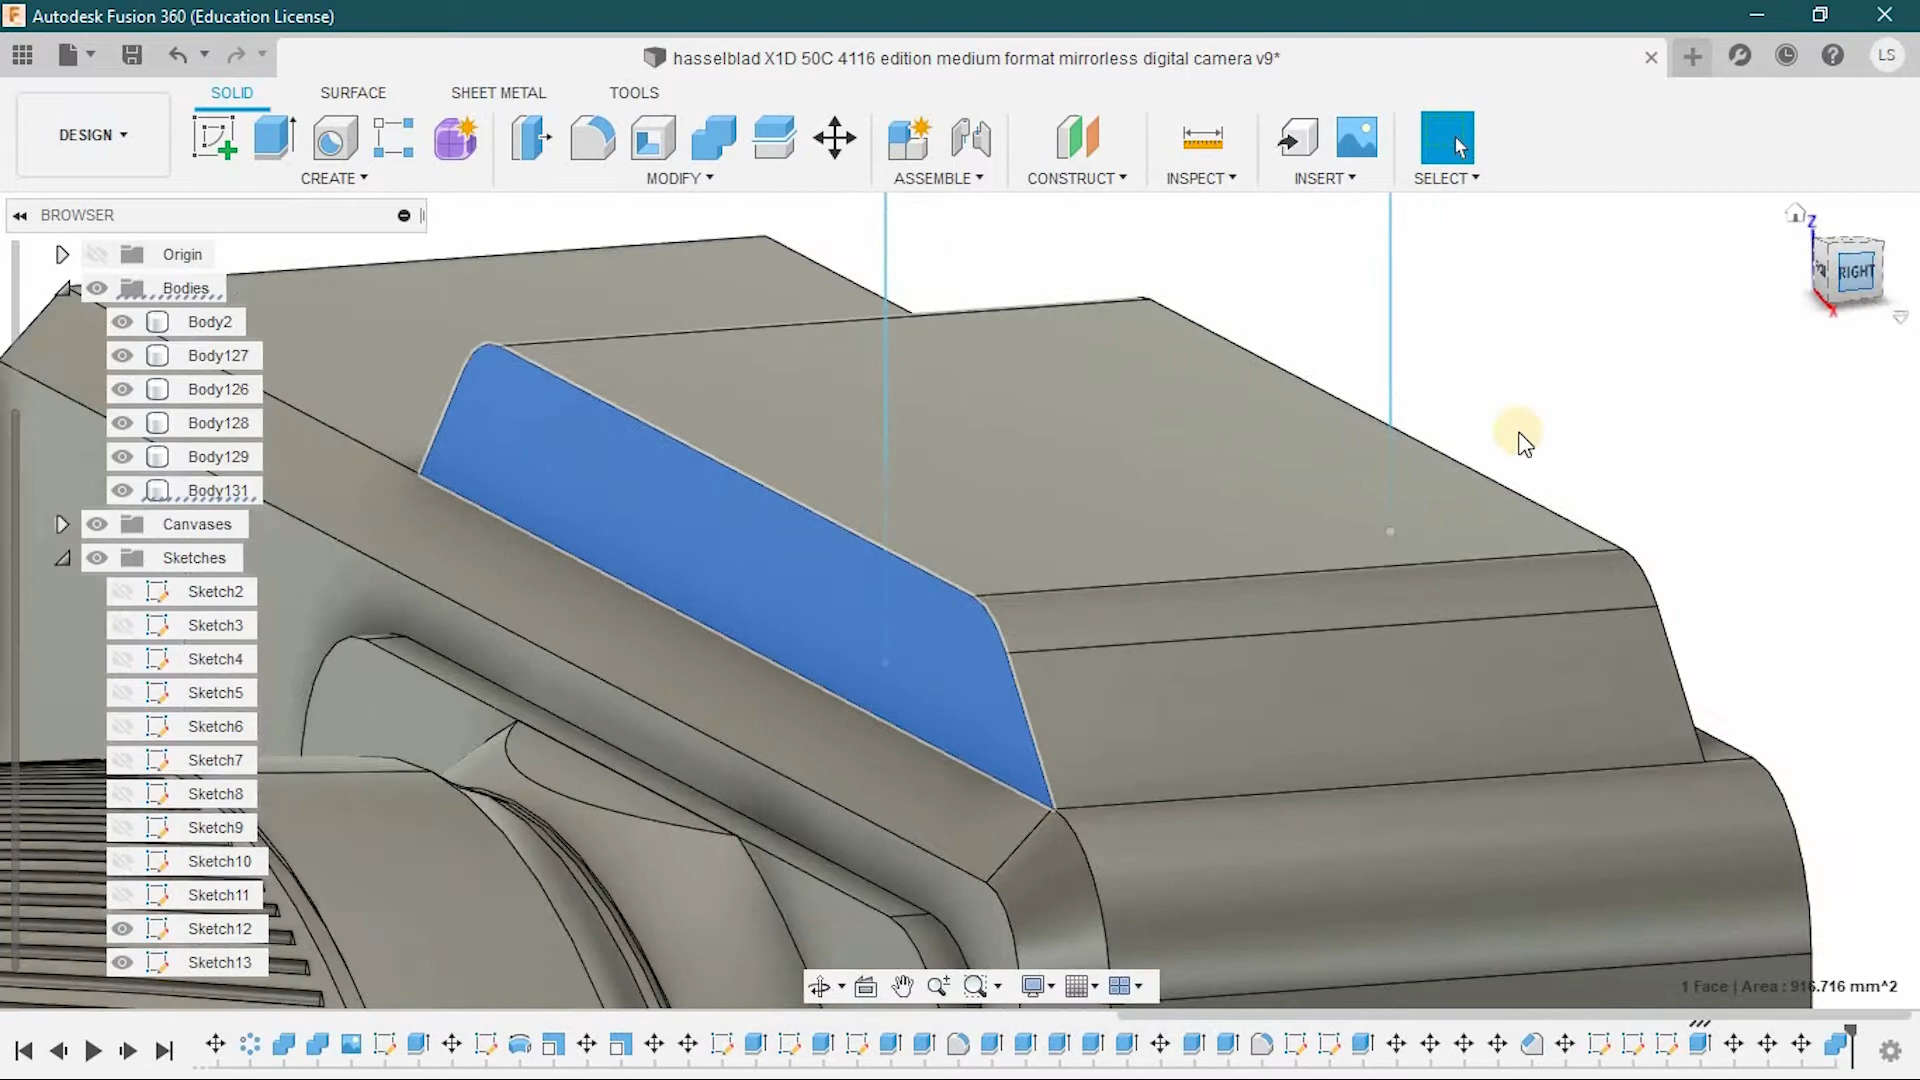 Autodesk Fusion 360 (Education License)
hasselblad X1D 50C 4116 edition medium format mirrorless digital camera v9*
LS
SOLID SURFACE SHEET METAL TOOLS
DESIGN
CREATE MODIFY ASSEMBLE CONSTRUCT INSPECT INSERT SELECT
BROWSER
Z
RIGHT
X
Origin
Bodies
Body2
Body127
Body126
Body128
Body129
Body131
Canvases
Sketches
Sketch2
Sketch3
Sketch4
Sketch5
Sketch6
Sketch7
Sketch8
Sketch9
Sketch10
Sketch11
Sketch12
Sketch13
1 Face | Area : 916.716 mm^2